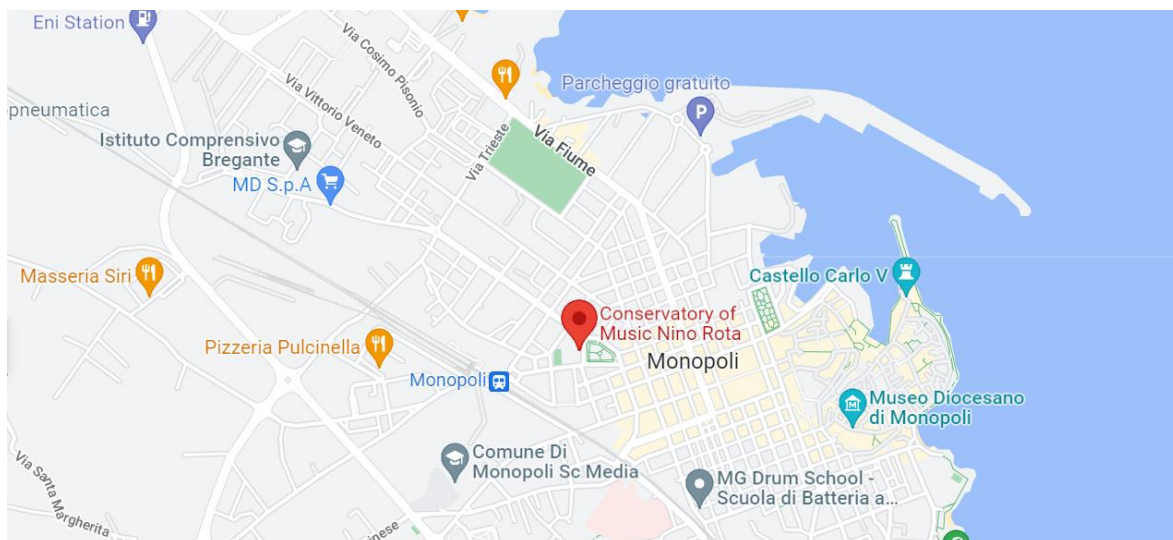 Eni Station
Via Cosimo Pisonio
Parcheggio gratuito
pneumatica
Via Vittorio Veneto
Via Trieste
Via Fiume
Istituto Comprensivo
Bregante
MD S.p.A
Masseria Siri
Castello Carlo V
Conservatory of
Music Nino Rota
Pizzeria Pulcinella
Monopoli
Monopoli
Museo Diocesano
di Monopoli
Comune Di
Monopoli Sc Media
MG Drum School -
Scuola di Batteria a...
Via Santa
Margherita
inese